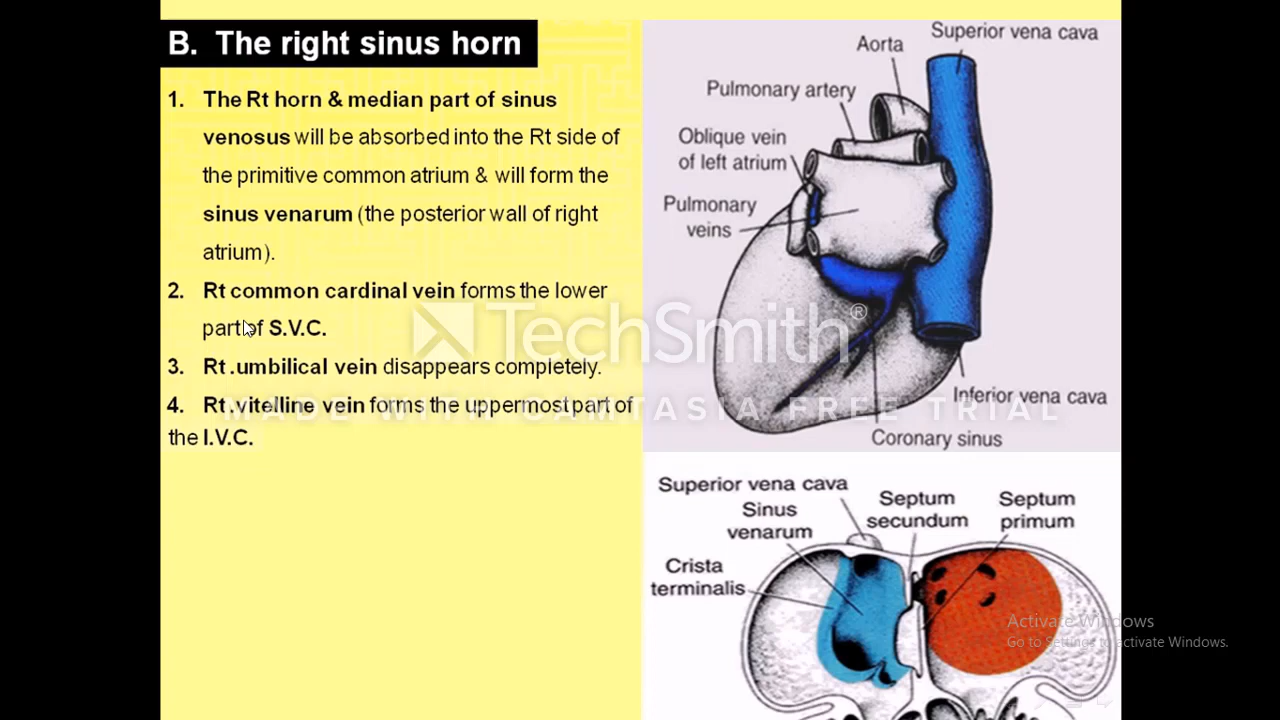 B. The right sinus horn
1. The Rt horn & median part of sinus
venosus will be absorbed into the Rt side of
the primitive common atrium & will form the
sinus venarum (the posterior wall of right
atrium).
2. Rt common cardinal vein forms the lower
part of S.V.C.
3. Rt .umbilical vein disappears completely.
4. Rt .vitelline vein forms the uppermost part of
the I.V.C.
Superior vena cava
Aorta
Pulmonary artery
Oblique vein
of left atrium
Pulmonary
veins
Inferior vena cava
Coronary sinus
TechSmith®
MADE WITH CAMTASIA FREE TRIAL
Superior vena cava
Sinus
venarum
Septum
secundum
Septum
primum
Crista
terminalis
Activate Windows
Go to Settings to activate Windows.